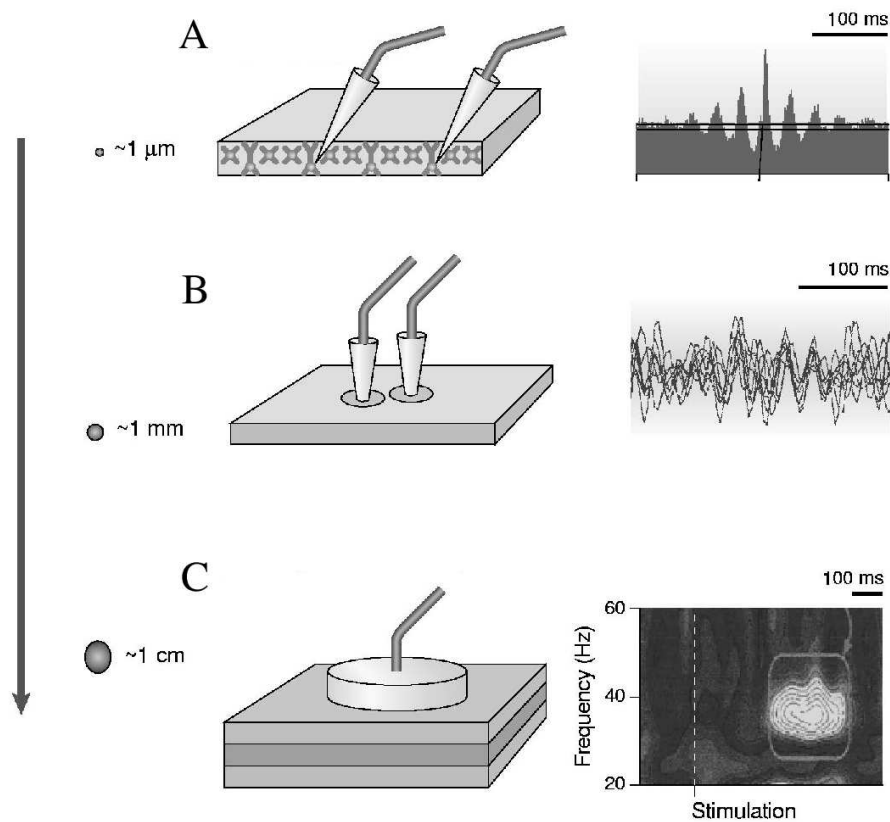 A
100 ms
~1 μm
B
100 ms
~1 mm
C
100 ms
~1 cm
60
40
20
Frequency (Hz)
Stimulation